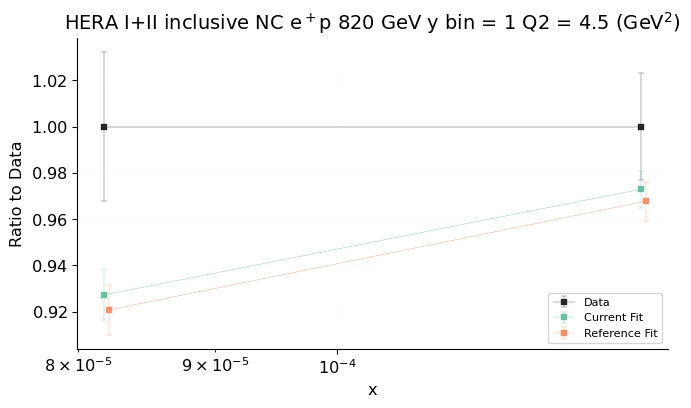 HERA I+II inclusive NC e⁺p 820 GeV y bin = 1 Q2 = 4.5 (GeV²)
Ratio to Data
1.02
1.00
0.98
0.96
0.94
0.92
8 × 10⁻⁵
9 × 10⁻⁵
10⁻⁴
x
Data
Current Fit
Reference Fit